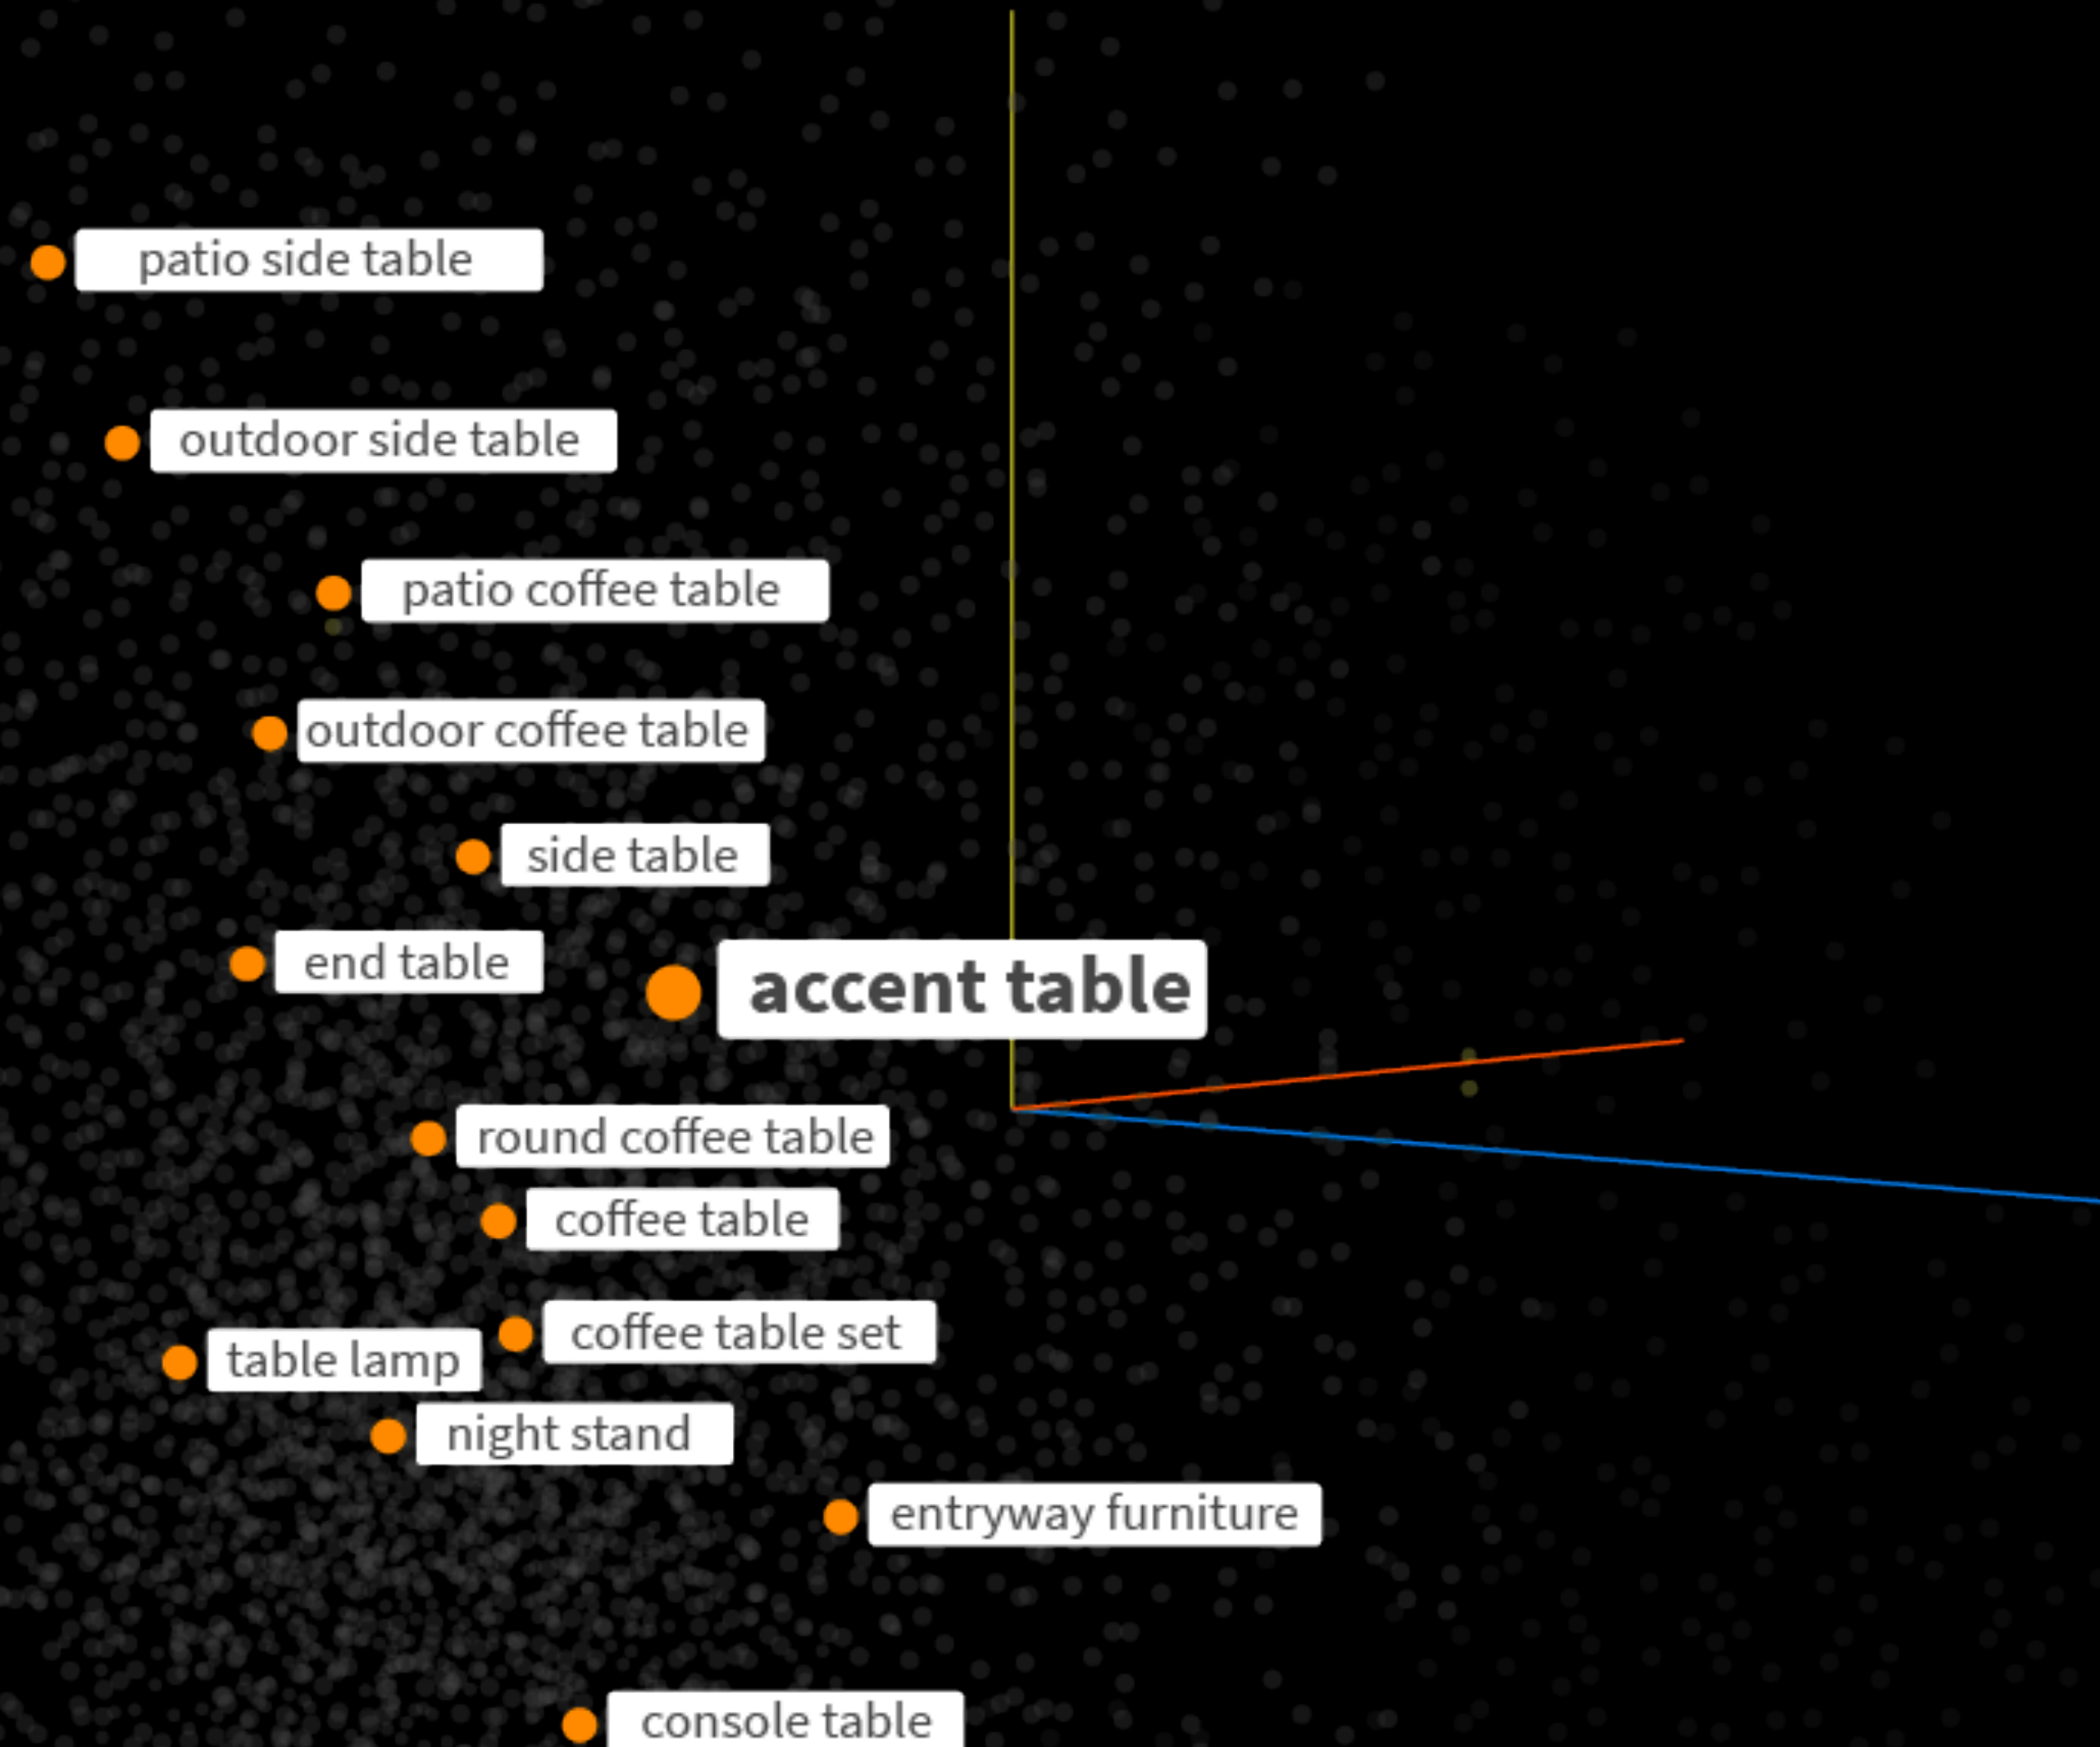 patio side table
outdoor side table
patio coffee table
outdoor coffee table
side table
end table
accent table
round coffee table
coffee table
coffee table set
table lamp
night stand
entryway furniture
console table